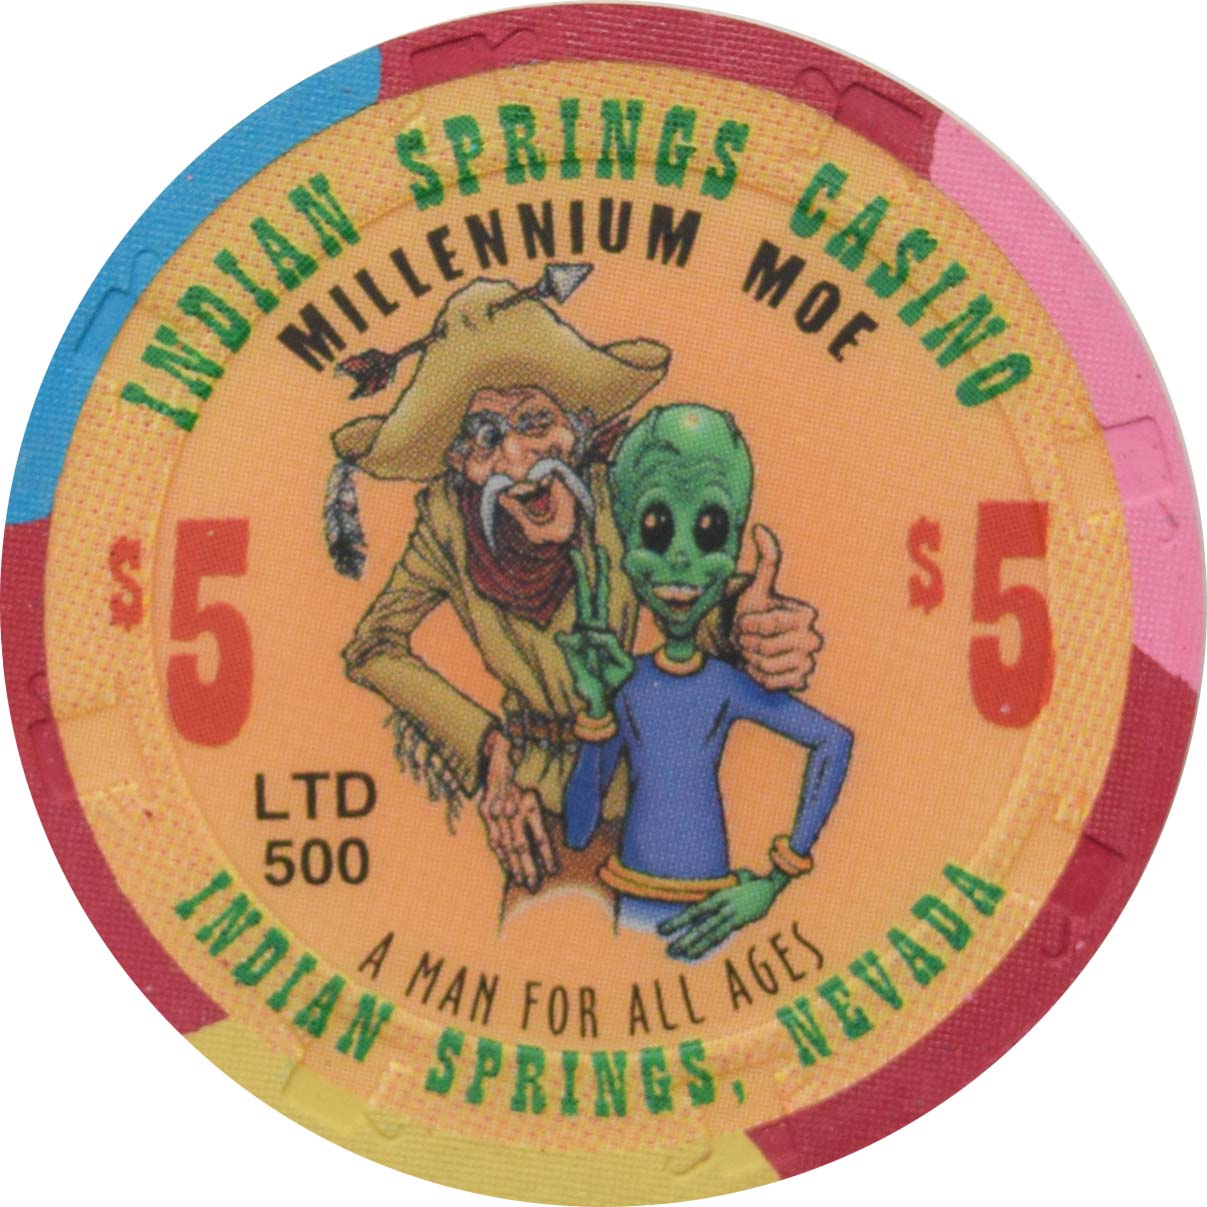 INDIAN SPRINGS CASINO
MILLENNIUM MOE
$5
$5
LTD
500
A MAN FOR ALL AGES
INDIAN SPRINGS, NEVADA